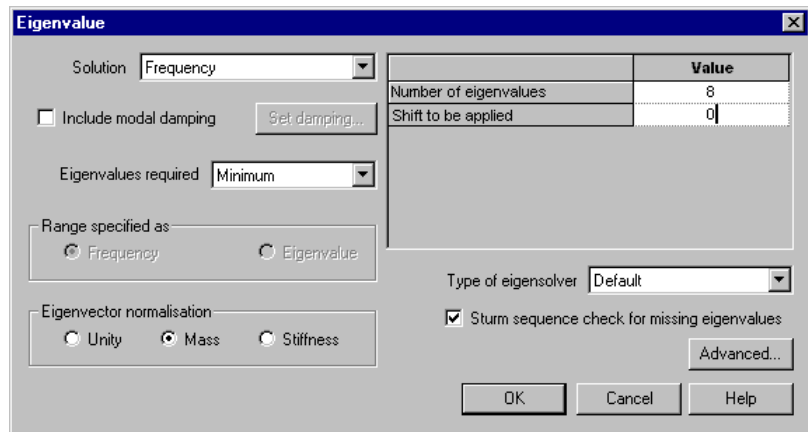 Eigenvalue
Solution Frequency
Include modal damping Set damping...
Eigenvalues required Minimum
Range specified as
Frequency Eigenvalue
Eigenvector normalisation
Unity Mass Stiffness
Value
Number of eigenvalues 8
Shift to be applied 0
Type of eigensolver Default
Sturm sequence check for missing eigenvalues
Advanced...
OK Cancel Help